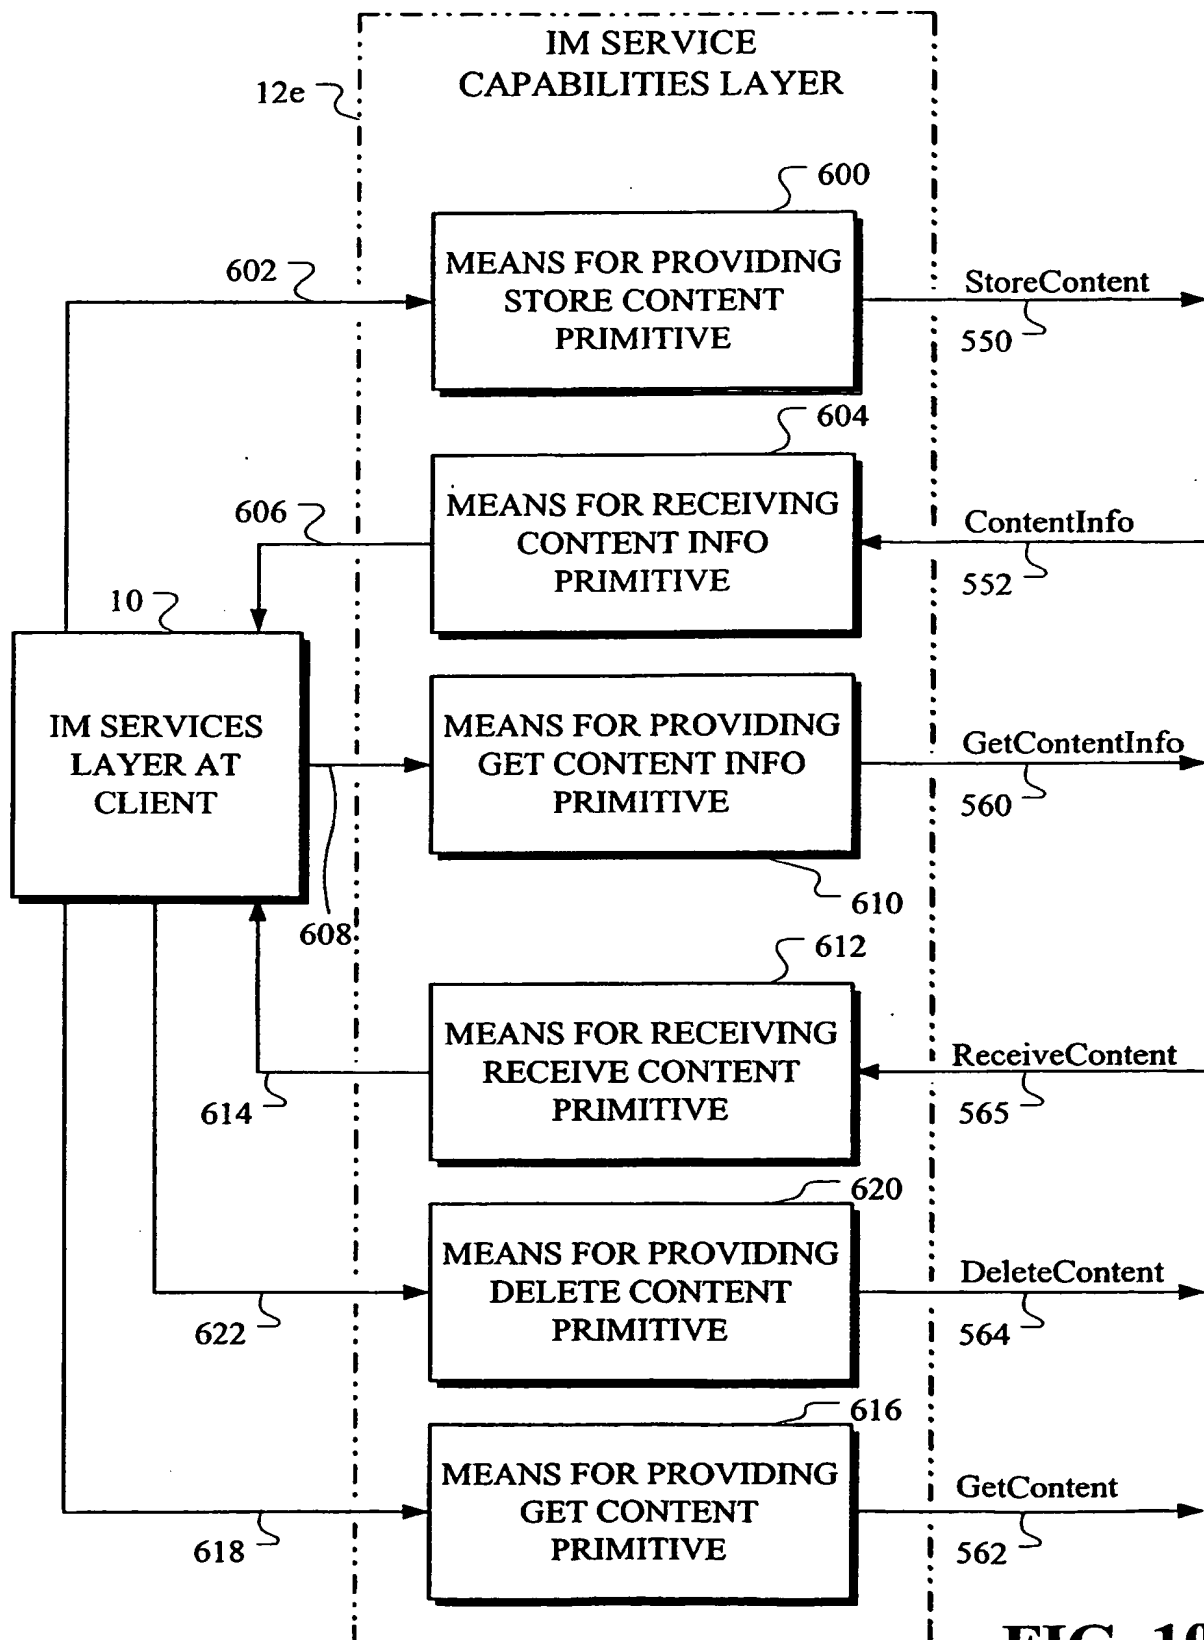 IM SERVICE
CAPABILITIES LAYER
12e
600
MEANS FOR PROVIDING
STORE CONTENT
PRIMITIVE
602
StoreContent
550
604
MEANS FOR RECEIVING
CONTENT INFO
PRIMITIVE
606
ContentInfo
552
10
IM SERVICES
LAYER AT
CLIENT
MEANS FOR PROVIDING
GET CONTENT INFO
PRIMITIVE
GetContentInfo
560
610
608
612
MEANS FOR RECEIVING
RECEIVE CONTENT
PRIMITIVE
ReceiveContent
565
614
620
MEANS FOR PROVIDING
DELETE CONTENT
PRIMITIVE
DeleteContent
564
622
616
MEANS FOR PROVIDING
GET CONTENT
PRIMITIVE
GetContent
562
618
FIG.